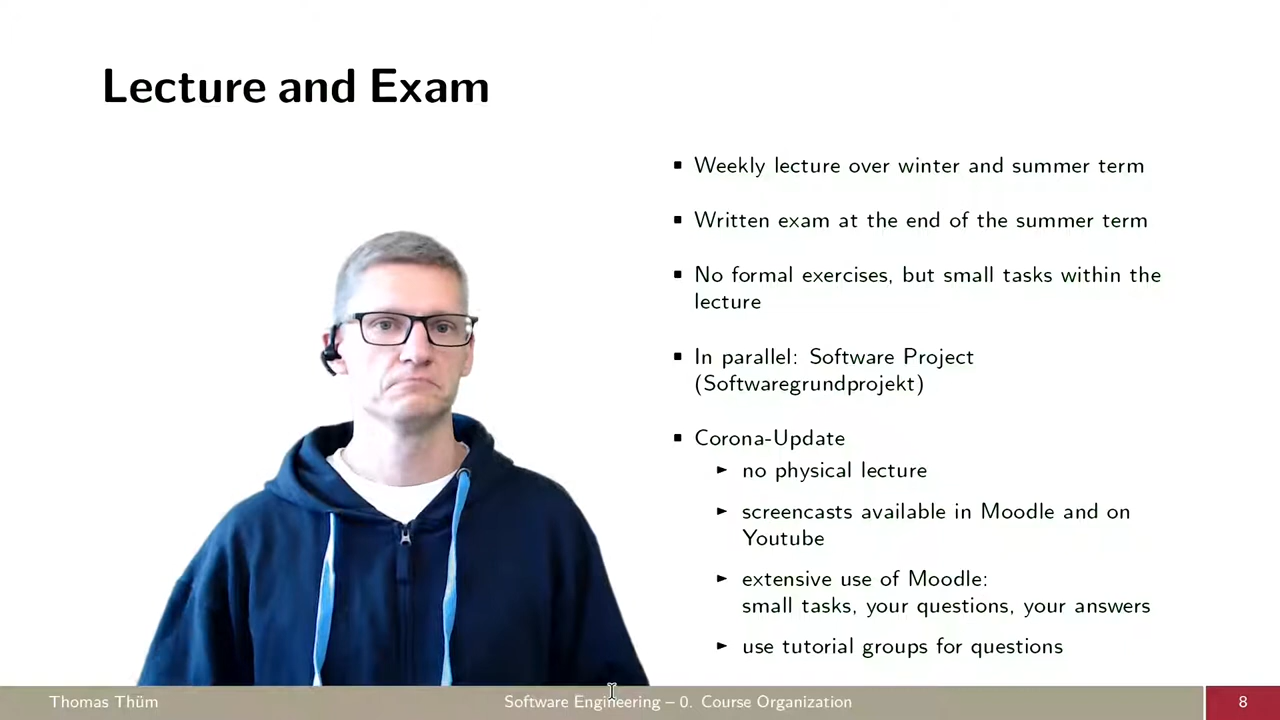 Lecture and Exam
Weekly lecture over winter and summer term
Written exam at the end of the summer term
No formal exercises, but small tasks within the
lecture
In parallel: Software Project
(Softwaregrundprojekt)
Corona-Update
no physical lecture
screencasts available in Moodle and on
Youtube
extensive use of Moodle:
small tasks, your questions, your answers
use tutorial groups for questions
Thomas Thüm
Software Engineering – 0. Course Organization
8